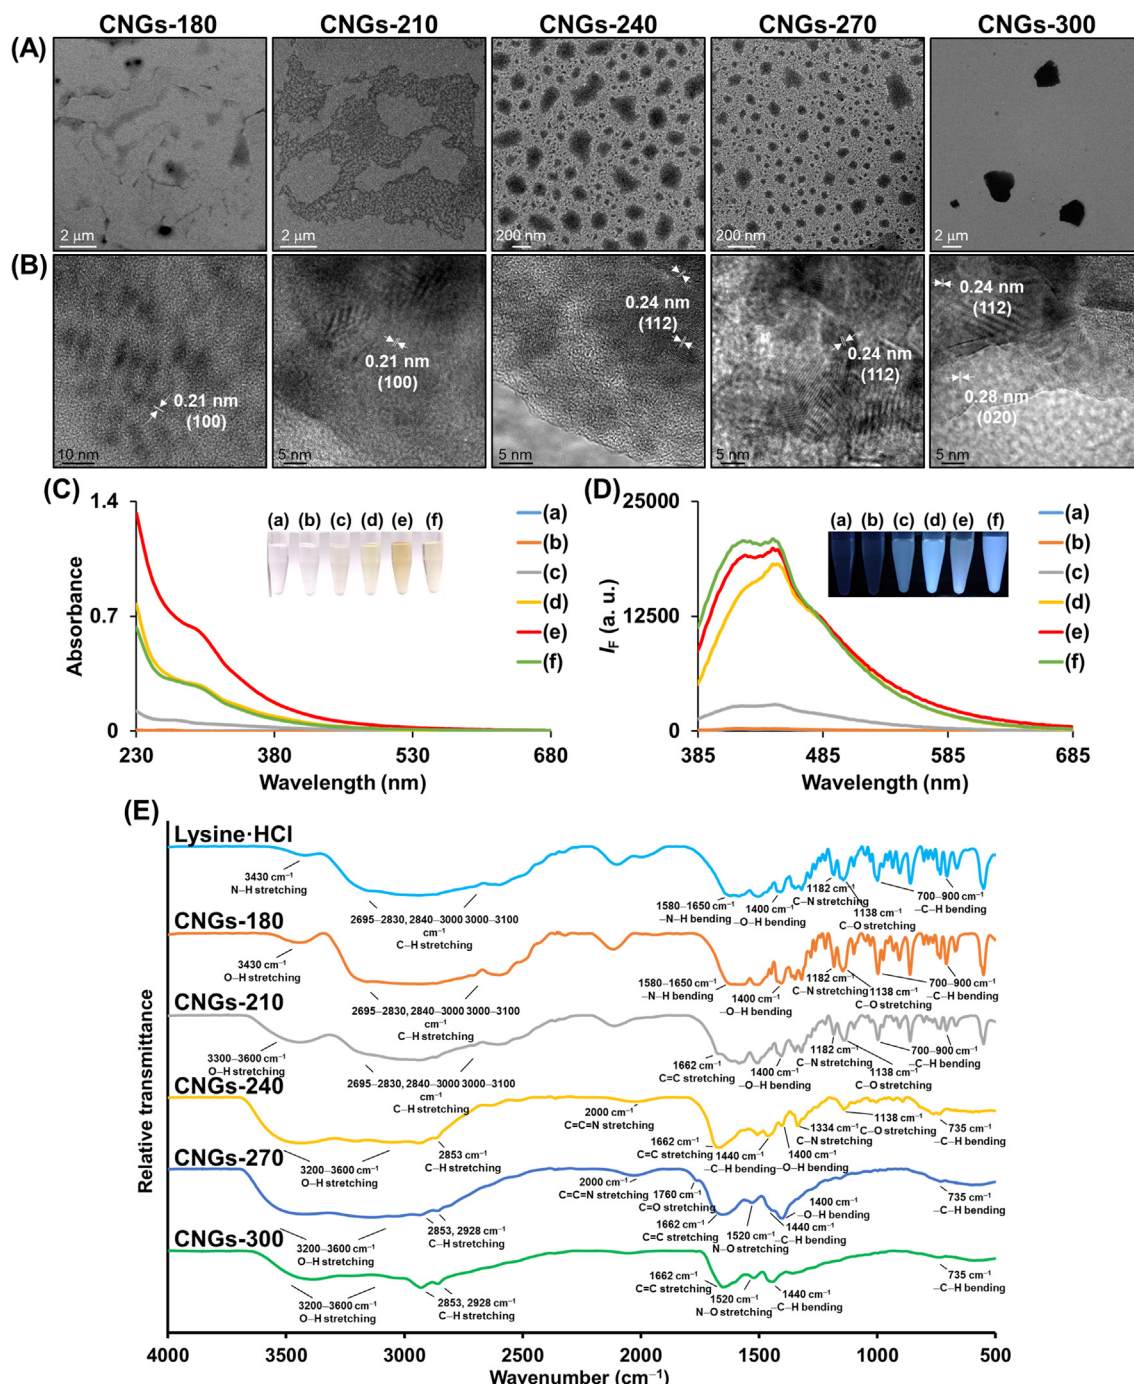 CNGs-180 CNGs-210 CNGs-240 CNGs-270 CNGs-300
(A)
2 μm 2 μm 200 nm 200 nm 2 μm
(B)
0.21 nm
(100)
10 nm
0.21 nm
(100)
5 nm
0.24 nm
(112)
5 nm
0.24 nm
(112)
5 nm
0.24 nm
(112)
0.28 nm
(020)
5 nm
(C)
1.4
0.7
0
Absorbance
(a) (b) (c) (d) (e) (f)
(a)
(b)
(c)
(d)
(e)
(f)
230 380 530 680
Wavelength (nm)
(D)
25000
12500
0
IF (a. u.)
(a) (b) (c) (d) (e) (f)
(a)
(b)
(c)
(d)
(e)
(f)
385 485 585 685
Wavelength (nm)
(E)
Relative transmittance
Lysine·HCl
3430 cm⁻¹
N–H stretching
2695–2830, 2840–3000 3000–3100
cm⁻¹
C–H stretching
1580–1650 cm⁻¹
–N–H bending
1400 cm⁻¹
–O–H bending
1182 cm⁻¹
C–N stretching
1138 cm⁻¹
C–O stretching
700–900 cm⁻¹
–C–H bending
CNGs-180
3430 cm⁻¹
O–H stretching
2695–2830, 2840–3000 3000–3100
cm⁻¹
C–H stretching
1580–1650 cm⁻¹
–N–H bending
1400 cm⁻¹
–O–H bending
1182 cm⁻¹
C–N stretching
1138 cm⁻¹
C–O stretching
700–900 cm⁻¹
–C–H bending
CNGs-210
3300–3600 cm⁻¹
O–H stretching
2695–2830, 2840–3000 3000–3100
cm⁻¹
C–H stretching
1662 cm⁻¹
C=C stretching
1400 cm⁻¹
–O–H bending
1182 cm⁻¹
C–N stretching
1138 cm⁻¹
C–O stretching
700–900 cm⁻¹
–C–H bending
CNGs-240
3200–3600 cm⁻¹
O–H stretching
2853 cm⁻¹
C–H stretching
2000 cm⁻¹
C=C=N stretching
1662 cm⁻¹
C=C stretching
1440 cm⁻¹
–C–H bending
1400 cm⁻¹
–O–H bending
1334 cm⁻¹
C–N stretching
1138 cm⁻¹
C–O stretching
735 cm⁻¹
–C–H bending
CNGs-270
3200–3600 cm⁻¹
O–H stretching
2853, 2928 cm⁻¹
C–H stretching
2000 cm⁻¹
C=C=N stretching
1760 cm⁻¹
C=O stretching
1662 cm⁻¹
C=C stretching
1520 cm⁻¹
N–O stretching
1440 cm⁻¹
–C–H bending
1400 cm⁻¹
–O–H bending
735 cm⁻¹
–C–H bending
CNGs-300
3200–3600 cm⁻¹
O–H stretching
2853, 2928 cm⁻¹
C–H stretching
1662 cm⁻¹
C=C stretching
1520 cm⁻¹
N–O stretching
1440 cm⁻¹
–C–H bending
735 cm⁻¹
–C–H bending
4000 3500 3000 2500 2000 1500 1000 500
Wavenumber (cm⁻¹)